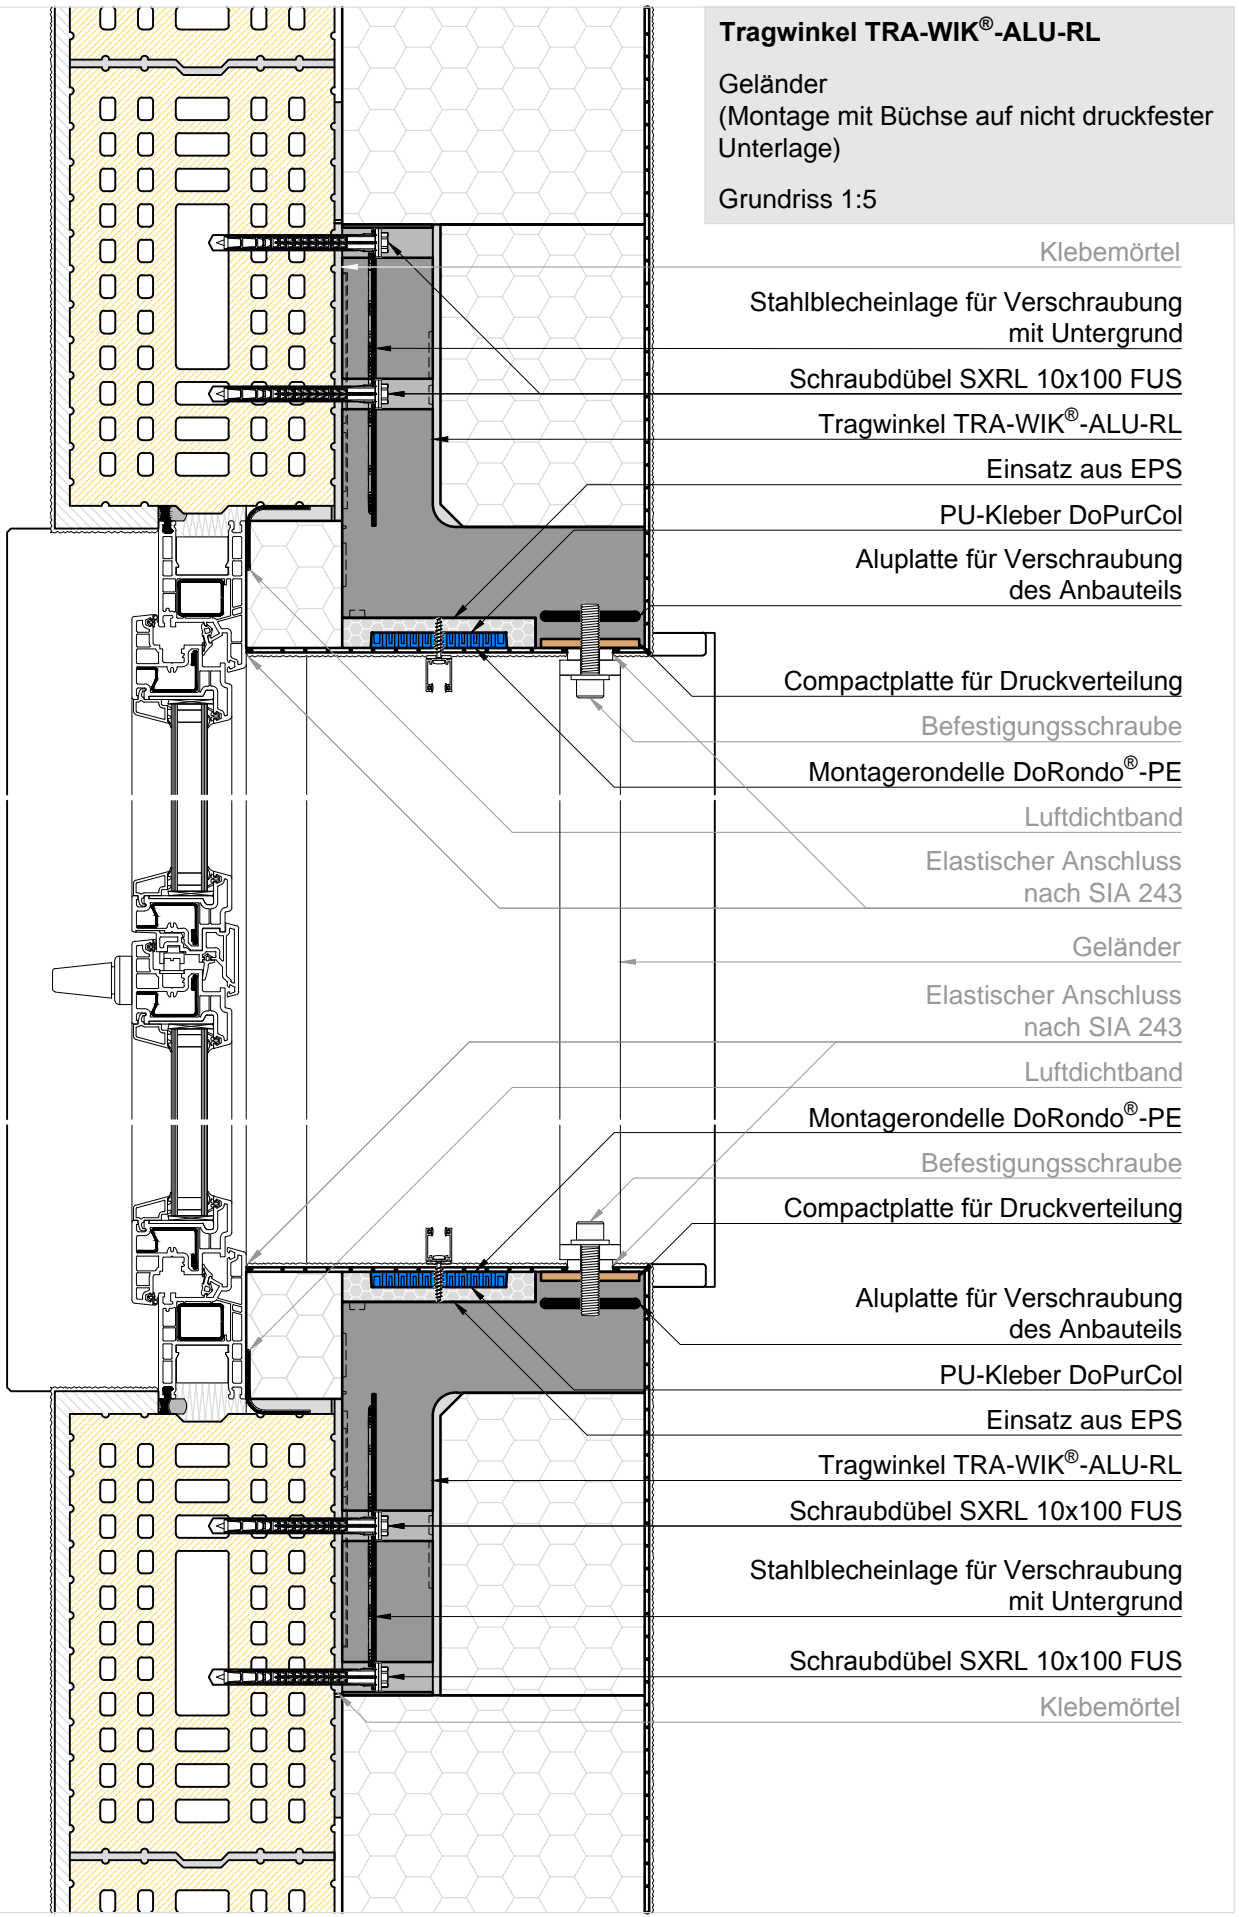 Tragwinkel TRA-WIK®-ALU-RL
Geländer
(Montage mit Büchse auf nicht druckfester
Unterlage)
Grundriss 1:5
Klebemörtel
Stahlblecheinlage für Verschraubung
mit Untergrund
Schraubdübel SXRL 10x100 FUS
Tragwinkel TRA-WIK®-ALU-RL
Einsatz aus EPS
PU-Kleber DoPurCol
Aluplatte für Verschraubung
des Anbauteils
Compactplatte für Druckverteilung
Befestigungsschraube
Montagerondelle DoRondo®-PE
Luftdichtband
Elastischer Anschluss
nach SIA 243
Geländer
Elastischer Anschluss
nach SIA 243
Luftdichtband
Montagerondelle DoRondo®-PE
Befestigungsschraube
Compactplatte für Druckverteilung
Aluplatte für Verschraubung
des Anbauteils
PU-Kleber DoPurCol
Einsatz aus EPS
Tragwinkel TRA-WIK®-ALU-RL
Schraubdübel SXRL 10x100 FUS
Stahlblecheinlage für Verschraubung
mit Untergrund
Schraubdübel SXRL 10x100 FUS
Klebemörtel